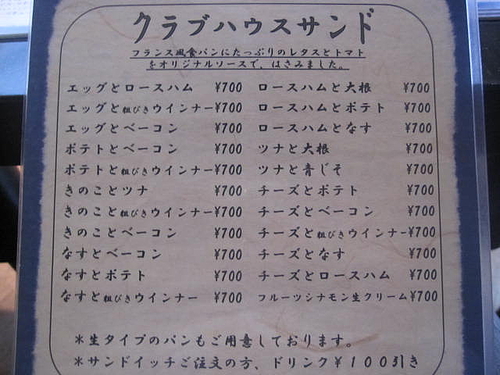 クラブハウスサンド
フランス風食パンにたっぷりのレタスとトマト
をオリジナルソースで、はさみました。
エッグとロースハム ¥700
エッグと粗びきウインナー ¥700
エッグとベーコン ¥700
ポテトとベーコン ¥700
ポテトと粗びきウインナー ¥700
きのことツナ ¥700
きのこと粗びきウインナー ¥700
きのことベーコン ¥700
なすとベーコン ¥700
なすとポテト ¥700
なすと粗びきウインナー ¥700
ロースハムと大根 ¥700
ロースハムとポテト ¥700
ロースハムとなす ¥700
ツナと大根 ¥700
ツナと青じそ ¥700
チーズとポテト ¥700
チーズとベーコン ¥700
チーズと粗びきウインナー ¥700
チーズとなす ¥700
チーズとロースハム ¥700
フルーツシナモン生クリーム ¥700
*生タイプのパンもご用意しております。
*サンドイッチご注文の方、ドリンク¥100引き